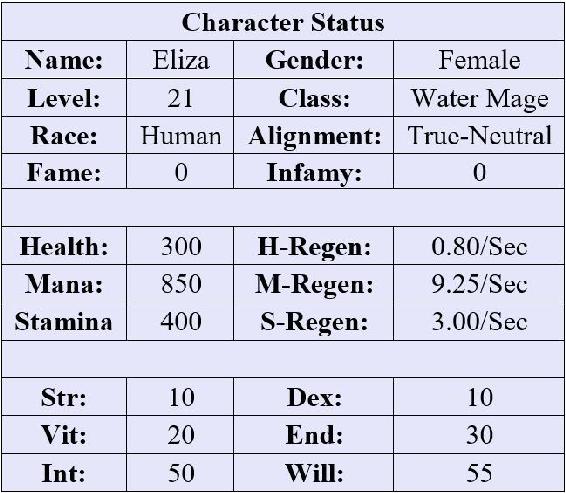 Character Status
Name: Eliza Gender: Female
Level: 21 Class: Water Mage
Race: Human Alignment: True-Neutral
Fame: 0 Infamy: 0
Health: 300 H-Regen: 0.80/Sec
Mana: 850 M-Regen: 9.25/Sec
Stamina 400 S-Regen: 3.00/Sec
Str: 10 Dex: 10
Vit: 20 End: 30
Int: 50 Will: 55